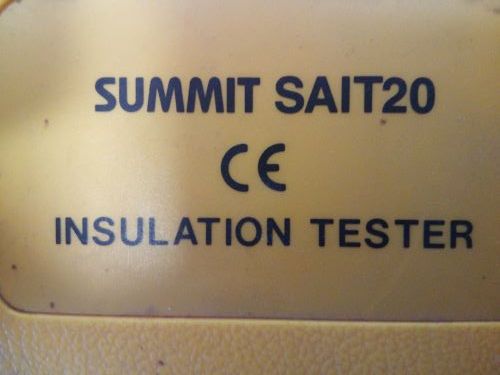 SUMMIT SAIT20
CE
INSULATION TESTER